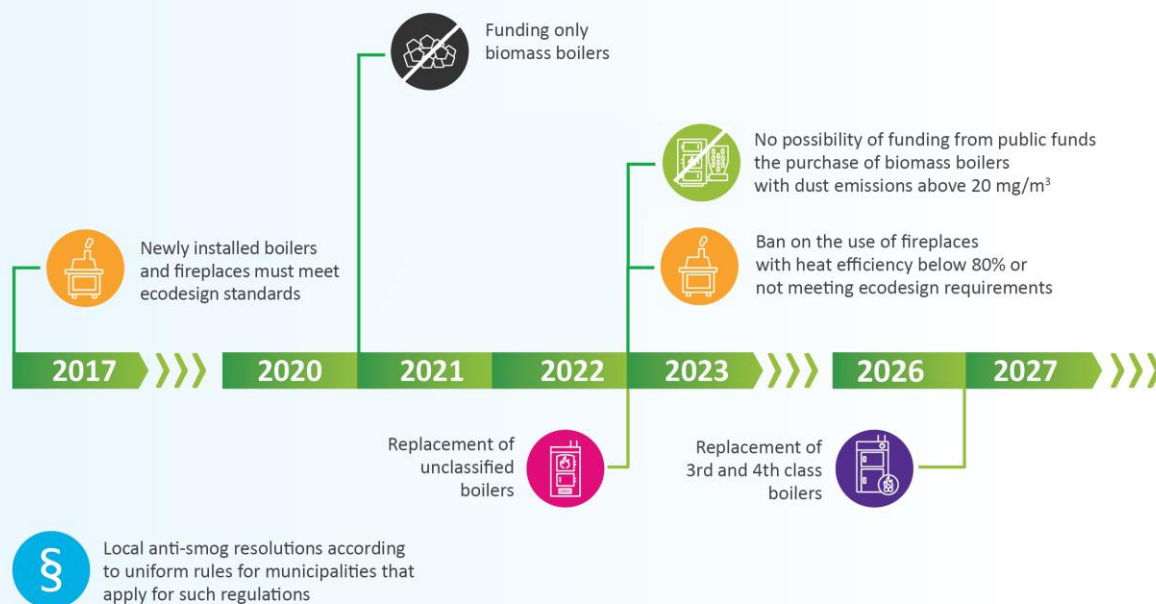 Funding only
biomass boilers
No possibility of funding from public funds
the purchase of biomass boilers
with dust emissions above 20 mg/m³
Newly installed boilers
and fireplaces must meet
ecodesign standards
Ban on the use of fireplaces
with heat efficiency below 80% or
not meeting ecodesign requirements
2017 2020 2021 2022 2023 2026 2027
Replacement of
unclassified
boilers
Replacement of
3rd and 4th class
boilers
§
Local anti-smog resolutions according
to uniform rules for municipalities that
apply for such regulations